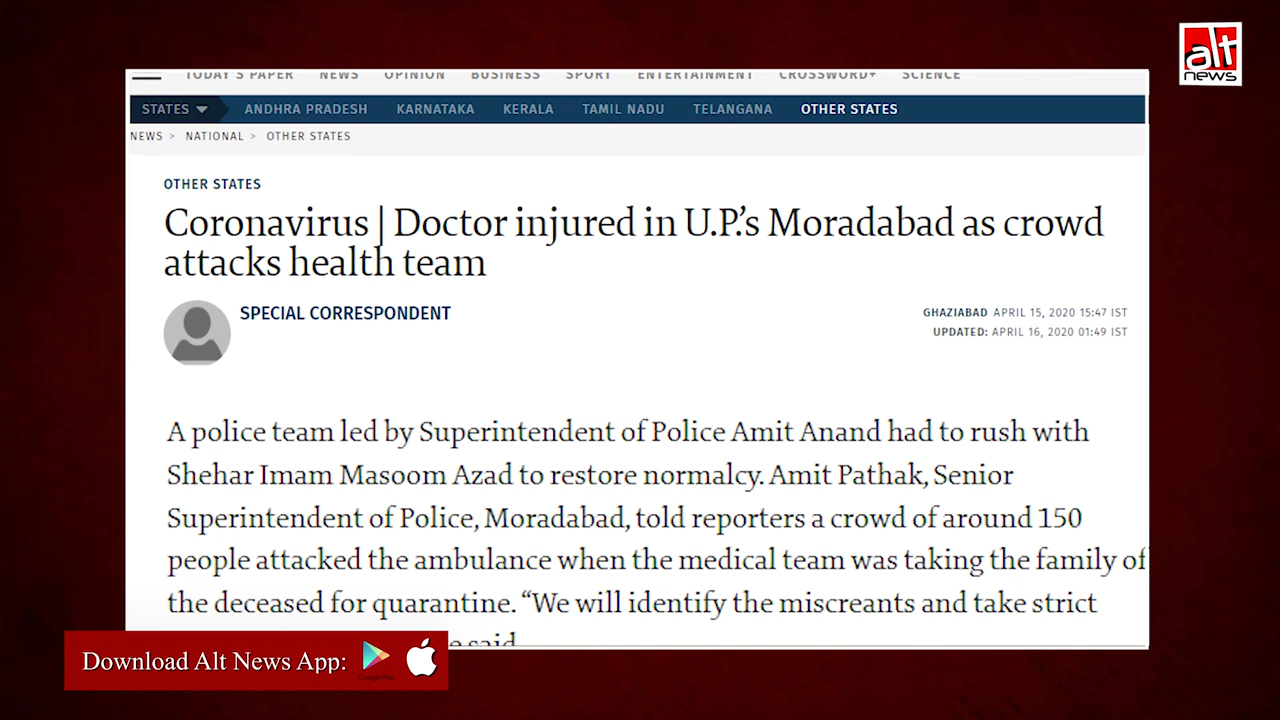 alt
news
TODAY'S PAPER NEWS OPINION BUSINESS SPORT ENTERTAINMENT CROSSWORD+ SCIENCE
STATES ANDHRA PRADESH KARNATAKA KERALA TAMIL NADU TELANGANA OTHER STATES
NEWS > NATIONAL > OTHER STATES
OTHER STATES
Coronavirus | Doctor injured in U.P.'s Moradabad as crowd
attacks health team
SPECIAL CORRESPONDENT
GHAZIABAD APRIL 15, 2020 15:47 IST
UPDATED: APRIL 16, 2020 01:49 IST
A police team led by Superintendent of Police Amit Anand had to rush with
Shehar Imam Masoom Azad to restore normalcy. Amit Pathak, Senior
Superintendent of Police, Moradabad, told reporters a crowd of around 150
people attacked the ambulance when the medical team was taking the family of
the deceased for quarantine. “We will identify the miscreants and take strict
said
Download Alt News App:
Google Play